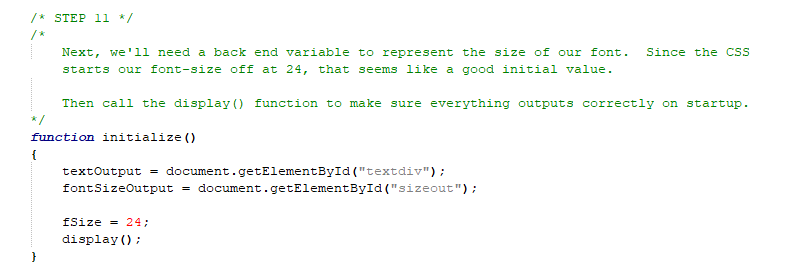 /* STEP 11 */
/*
Next, we'll need a back end variable to represent the size of our font.  Since the CSS
starts our font-size off at 24, that seems like a good initial value.
Then call the display() function to make sure everything outputs correctly on startup.
*/
function initialize()
{
textOutput = document.getElementById("textdiv");
fontSizeOutput = document.getElementById("sizeout");
fSize = 24;
display();
}